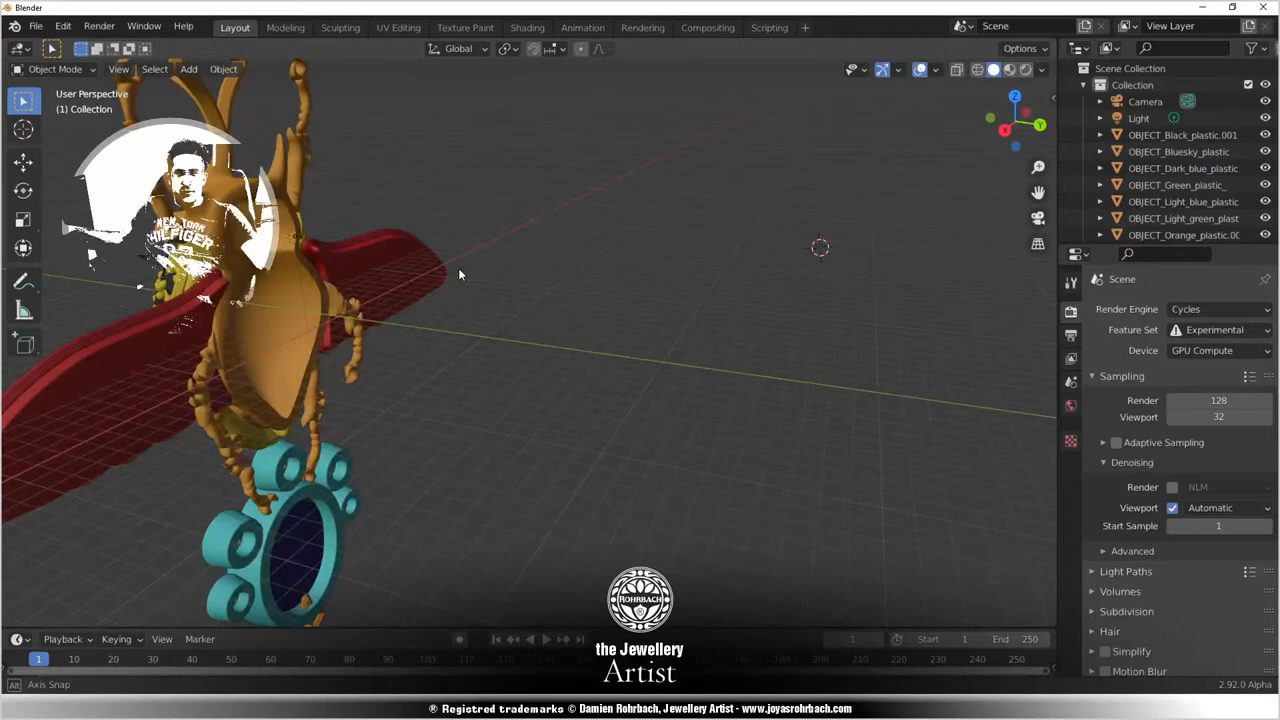 Blender
File Edit Render Window Help
Layout Modeling Sculpting UV Editing Texture Paint Shading Animation Rendering Compositing Scripting +
Scene
View Layer
Global
Options
Object Mode View Select Add Object
User Perspective
(1) Collection
Z
Y
X
NEW YORK
HILFIGER
Scene Collection
Collection
Camera
Light
OBJECT_Black_plastic.001
OBJECT_Bluesky_plastic
OBJECT_Dark_blue_plastic
OBJECT_Green_plastic_
OBJECT_Light_blue_plastic
OBJECT_Light_green_plast
OBJECT_Orange_plastic.00
Scene
Render Engine Cycles
Feature Set Experimental
Device GPU Compute
Sampling
Render 128
Viewport 32
Adaptive Sampling
Denoising
Render NLM
Viewport Automatic
Start Sample 1
Advanced
Light Paths
Volumes
Subdivision
Hair
Simplify
Motion Blur
ROHRBACH
the Jewellery
Artist
Playback Keying View Marker
1 Start 1 End 250
1 10 20 30 40 50 60 70 80 90 100 110 120 130 140 150 160 170 180 190 200 210 220 230 240 250
Alt Axis Snap
2.92.0 Alpha
® Registered trademarks © Damien Rohrbach, Jewellery Artist - www.joyasrohrbach.com